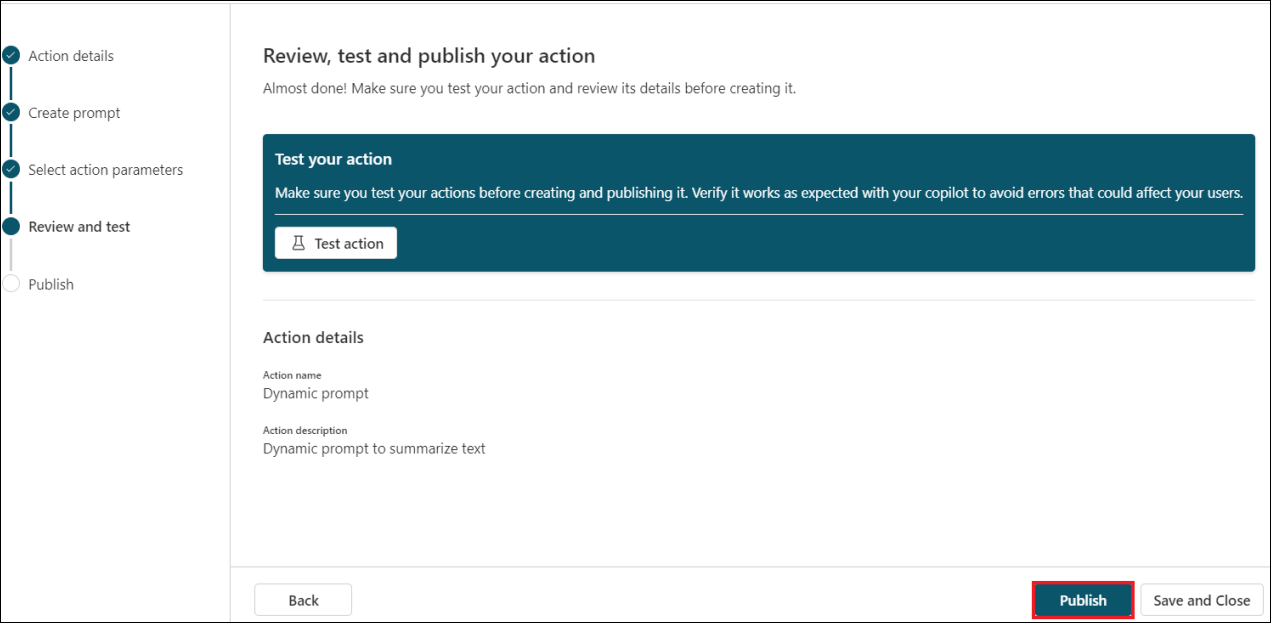 Action details
Create prompt
Select action parameters
Review and test
Publish
Review, test and publish your action
Almost done! Make sure you test your action and review its details before creating it.
Test your action
Make sure you test your actions before creating and publishing it. Verify it works as expected with your copilot to avoid errors that could affect your users.
Test action
Action details
Action name
Dynamic prompt
Action description
Dynamic prompt to summarize text
Back
Publish
Save and Close